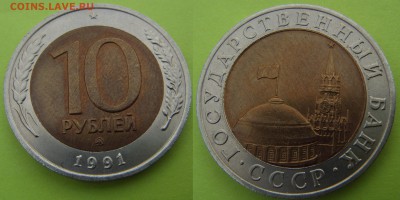 COINS.LAVE.RU
10
РУБЛЕЙ
1991
ГОСУДАРСТВЕННЫЙ БАНК
СССР